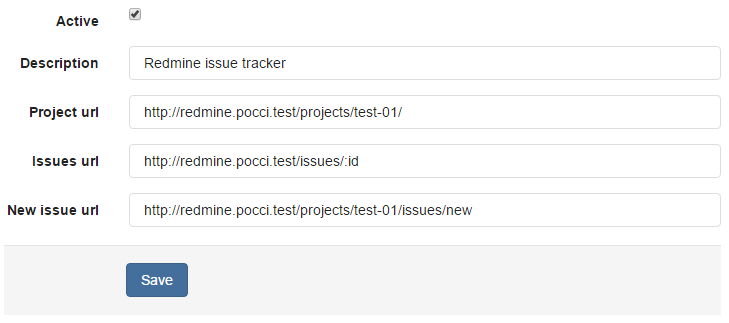 Active
Description Redmine issue tracker
Project url http://redmine.pocci.test/projects/test-01/
Issues url http://redmine.pocci.test/issues/:id
New issue url http://redmine.pocci.test/projects/test-01/issues/new
Save